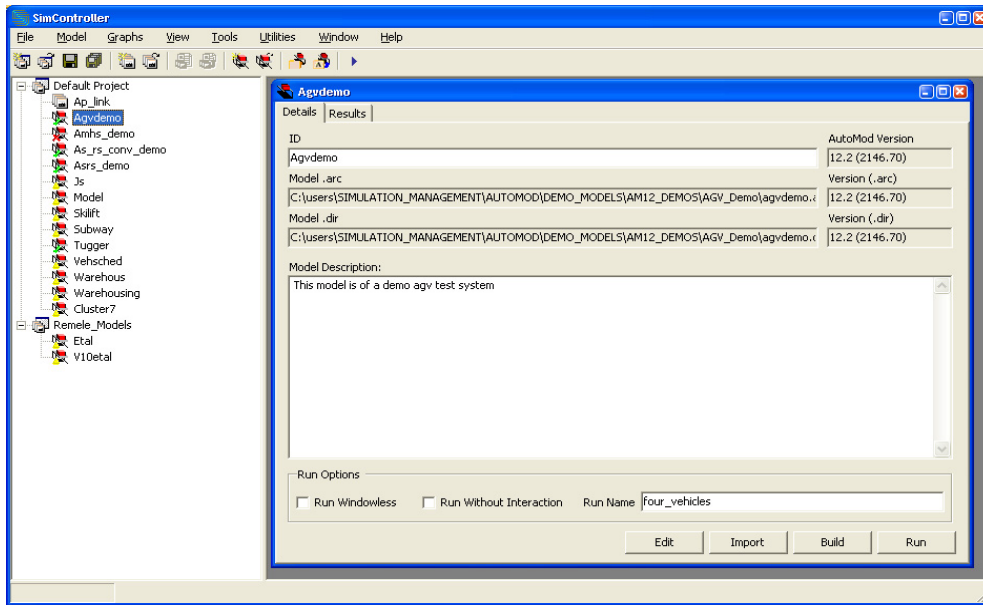 SimController
File Model Graphs View Tools Utilities Window Help
Default Project
Ap_link
Agvdemo
Amhs_demo
As_rs_conv_demo
Asrs_demo
Js
Model
Skilift
Subway
Tugger
Vehsched
Warehous
Warehousing
Cluster7
Remele_Models
Etal
V10etal
Agvdemo
Details Results
ID AutoMod Version
Agvdemo 12.2 (2146.70)
Model .arc Version (.arc)
C:\users\SIMULATION_MANAGEMENT\AUTOMOD\DEMO_MODELS\AM12_DEMOS\AGV_Demo\agvdemo.a 12.2 (2146.70)
Model .dir Version (.dir)
C:\users\SIMULATION_MANAGEMENT\AUTOMOD\DEMO_MODELS\AM12_DEMOS\AGV_Demo\agvdemo.c 12.2 (2146.70)
Model Description:
This model is of a demo agv test system
Run Options
Run Windowless Run Without Interaction Run Name four_vehicles
Edit Import Build Run